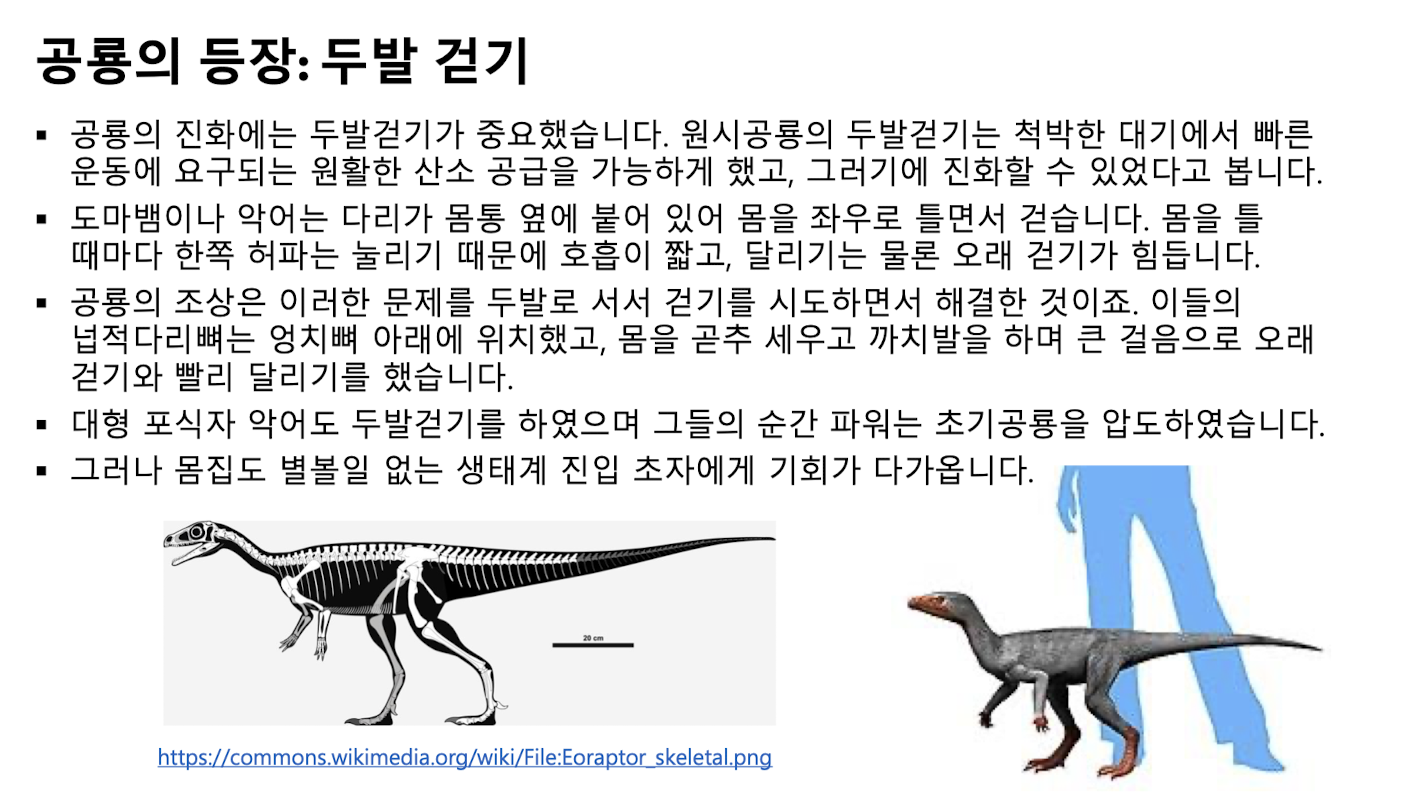 공룡의 등장: 두발 걷기
▪ 공룡의 진화에는 두발걷기가 중요했습니다. 원시공룡의 두발걷기는 척박한 대기에서 빠른
운동에 요구되는 원활한 산소 공급을 가능하게 했고, 그러기에 진화할 수 있었다고 봅니다.
▪ 도마뱀이나 악어는 다리가 몸통 옆에 붙어 있어 몸을 좌우로 틀면서 걷습니다. 몸을 틀
때마다 한쪽 허파는 눌리기 때문에 호흡이 짧고, 달리기는 물론 오래 걷기가 힘듭니다.
▪ 공룡의 조상은 이러한 문제를 두발로 서서 걷기를 시도하면서 해결한 것이죠. 이들의
넙적다리뼈는 엉치뼈 아래에 위치했고, 몸을 곧추 세우고 까치발을 하며 큰 걸음으로 오래
걷기와 빨리 달리기를 했습니다.
▪ 대형 포식자 악어도 두발걷기를 하였으며 그들의 순간 파워는 초기공룡을 압도하였습니다.
▪ 그러나 몸집도 별볼일 없는 생태계 진입 초자에게 기회가 다가옵니다.
20 cm
https://commons.wikimedia.org/wiki/File:Eoraptor_skeletal.png